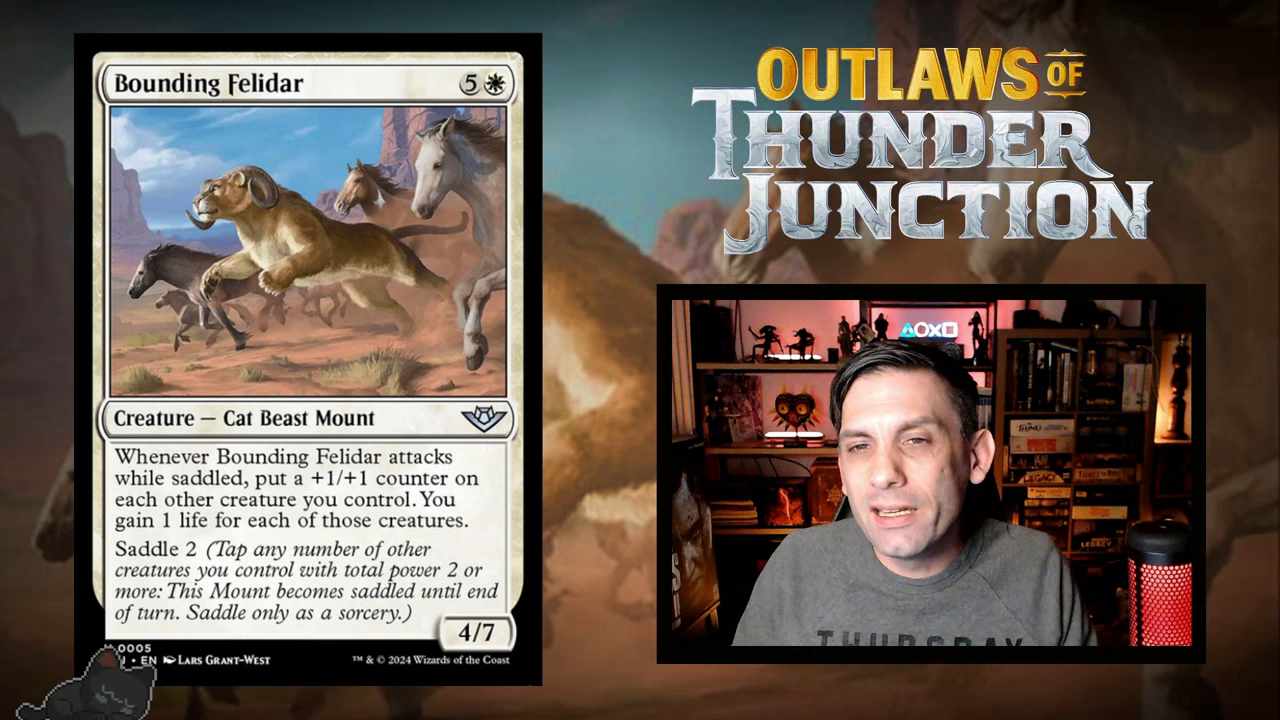 Bounding Felidar
5
Creature — Cat Beast Mount
Whenever Bounding Felidar attacks
while saddled, put a +1/+1 counter on
each other creature you control. You
gain 1 life for each of those creatures.
Saddle 2 (Tap any number of other
creatures you control with total power 2 or
more: This Mount becomes saddled until end
of turn. Saddle only as a sorcery.)
4/7
0005
• EN LARS GRANT-WEST
™ & © 2024 Wizards of the Coast
OUTLAWS OF
THUNDER
JUNCTION
THURSDAY
LEGACY
LEGACY